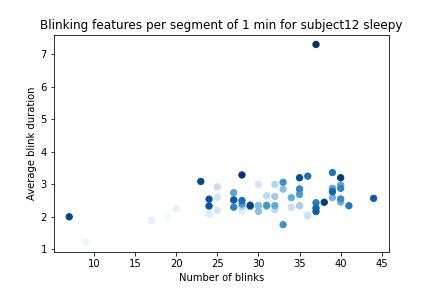 Blinking features per segment of 1 min for subject12 sleepy
7
6
5
4
3
2
1
Average blink duration
10 15 20 25 30 35 40 45
Number of blinks